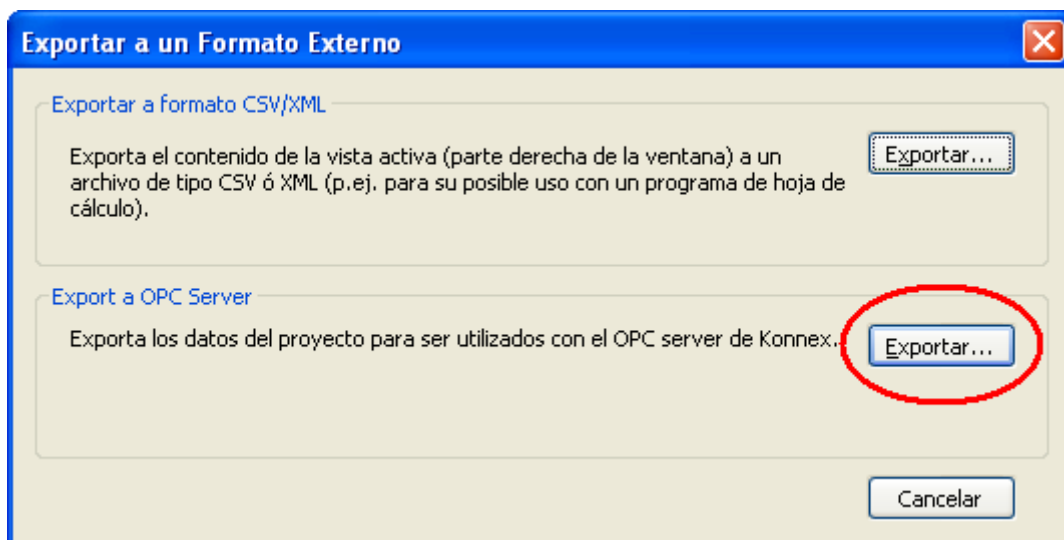 Exportar a un Formato Externo
Exportar a formato CSV/XML
Exporta el contenido de la vista activa (parte derecha de la ventana) a un
archivo de tipo CSV ó XML (p.ej. para su posible uso con un programa de hoja de
cálculo).
Exportar...
Export a OPC Server
Exporta los datos del proyecto para ser utilizados con el OPC server de Konnex.
Exportar...
Cancelar